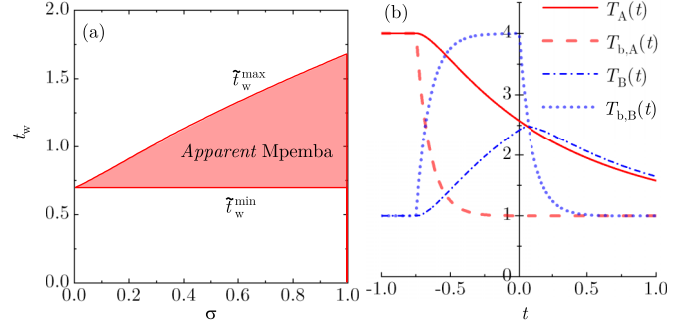 (a)
2.0
1.5
1.0
0.5
0.0
t_w
t̃_w^max
Apparent Mpemba
t̃_w^min
0.0 0.2 0.4 0.6 0.8 1.0
σ
(b)
T_A(t)
T_b,A(t)
T_B(t)
T_b,B(t)
4
3
2
1
0
-1.0 -0.5 0.0 0.5 1.0
t